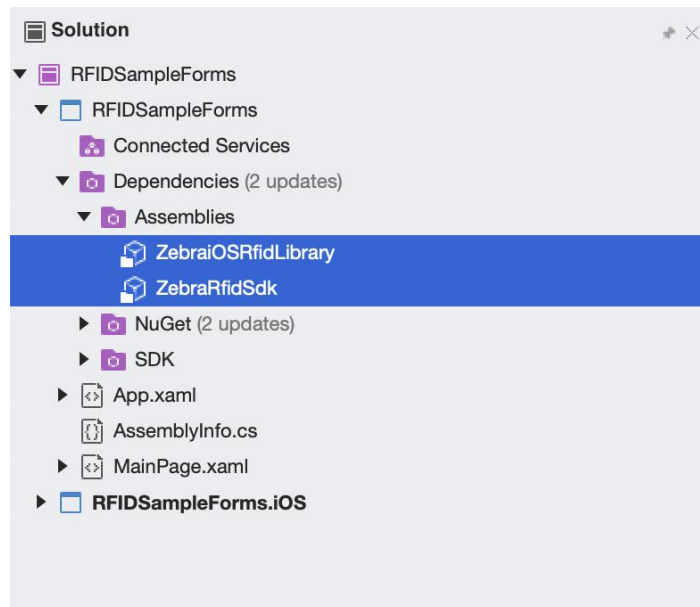 Solution
RFIDSampleForms
RFIDSampleForms
Connected Services
Dependencies (2 updates)
Assemblies
ZebraiOSRfidLibrary
ZebraRfidSdk
NuGet (2 updates)
SDK
App.xaml
AssemblyInfo.cs
MainPage.xaml
RFIDSampleForms.iOS